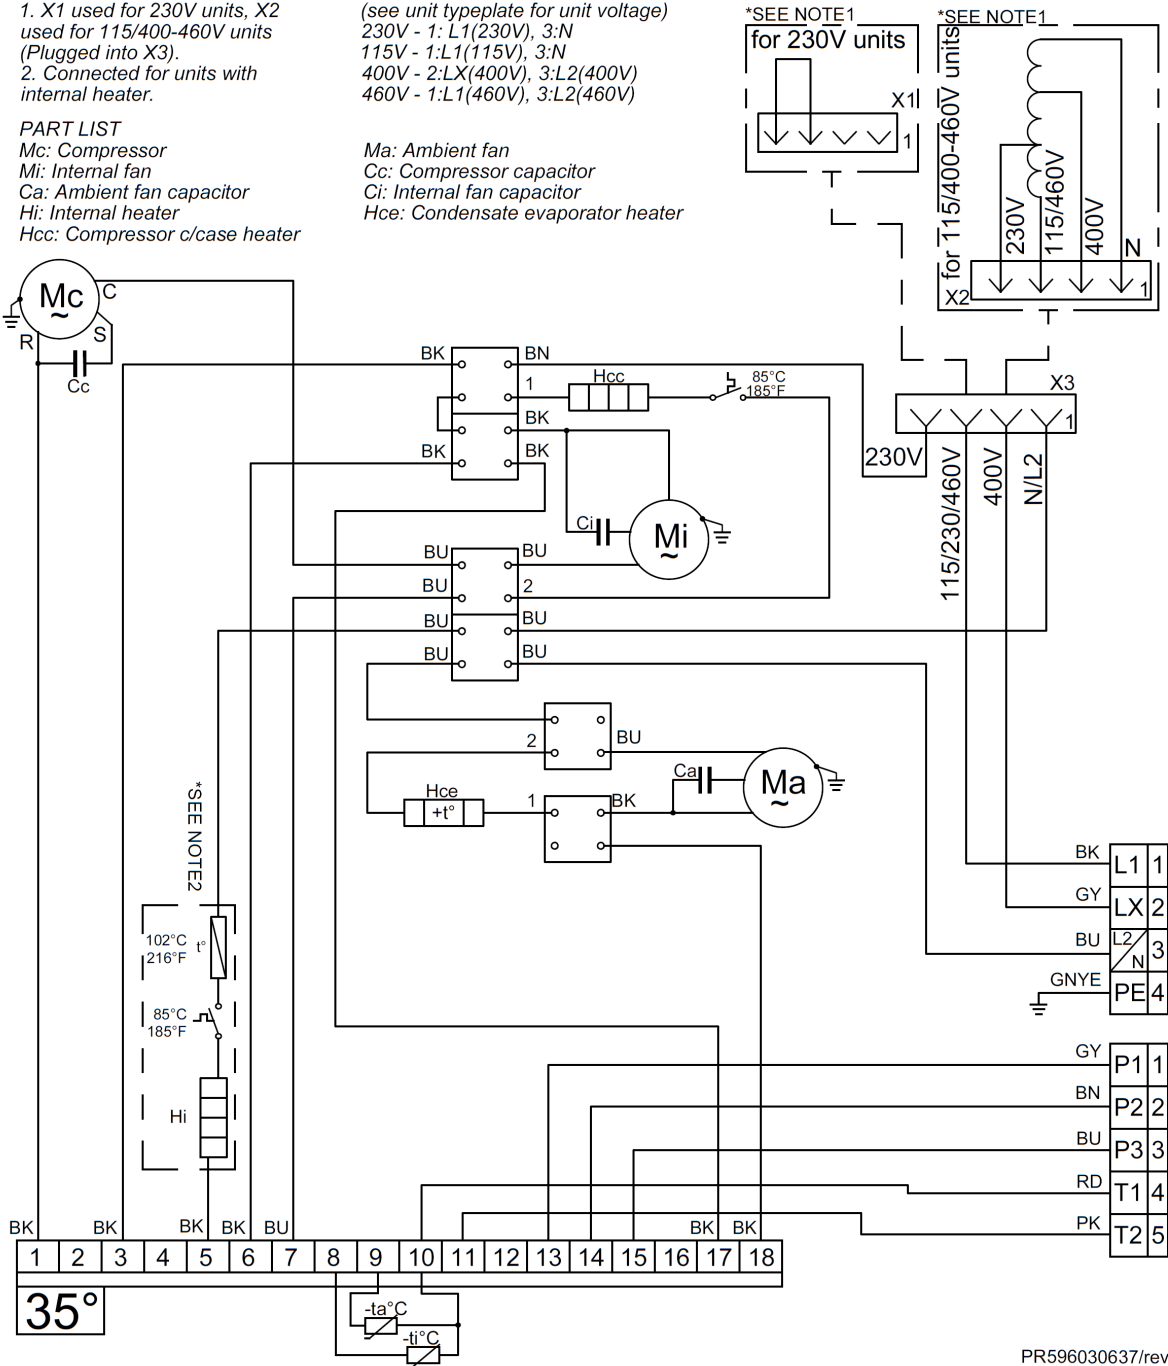 1. X1 used for 230V units, X2
used for 115/400-460V units
(Plugged into X3).
2. Connected for units with
internal heater.
(see unit typeplate for unit voltage)
230V - 1: L1(230V), 3:N
115V - 1:L1(115V), 3:N
400V - 2:LX(400V), 3:L2(400V)
460V - 1:L1(460V), 3:L2(460V)
PART LIST
Mc: Compressor
Mi: Internal fan
Ca: Ambient fan capacitor
Hi: Internal heater
Hcc: Compressor c/case heater
Ma: Ambient fan
Cc: Compressor capacitor
Ci: Internal fan capacitor
Hce: Condensate evaporator heater
*SEE NOTE1
for 230V units
X1
1
*SEE NOTE1
for 115/400-460V units
230V
115/460V
400V
N
X2
1
Mc
~
C
R
S
Cc
BK
BN
1
Hcc
85°C
185°F
BK
BK
BK
X3
1
230V
115/230/460V
400V
N/L2
Ci
Mi
~
BU
BU
BU
2
BU
BU
BU
BU
2
BU
Ca
Ma
~
Hce
+t°
1
BK
*SEE NOTE2
102°C
216°F
t°
85°C
185°F
Hi
BK
L1
1
GY
LX
2
BU
L2
N
3
GNYE
PE
4
GY
P1
1
BN
P2
2
BU
P3
3
RD
T1
4
PK
T2
5
BK
BK
BK
BK
BU
BK
BK
1 2 3 4 5 6 7 8 9 10 11 12 13 14 15 16 17 18
35°
-ta°C
-ti°C
PR596030637/rev